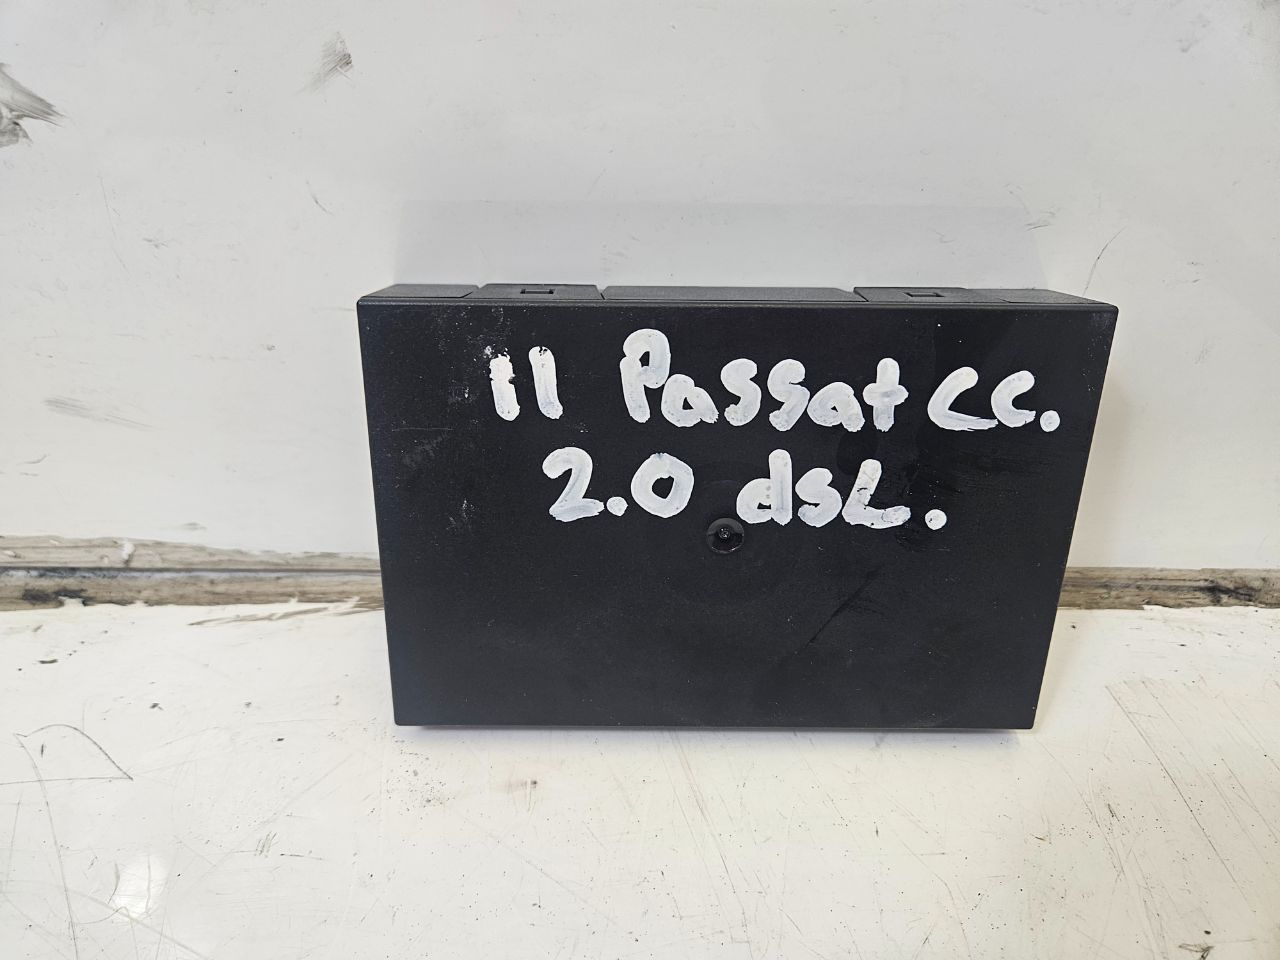 11 Passat CC.
2.0 dsL.